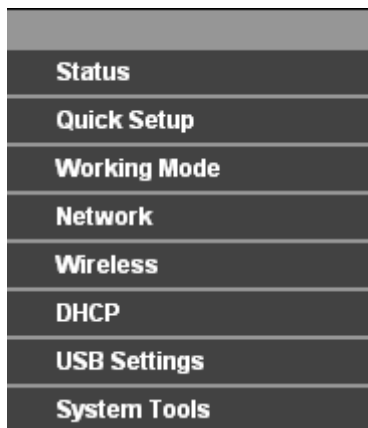 Status
Quick Setup
Working Mode
Network
Wireless
DHCP
USB Settings
System Tools